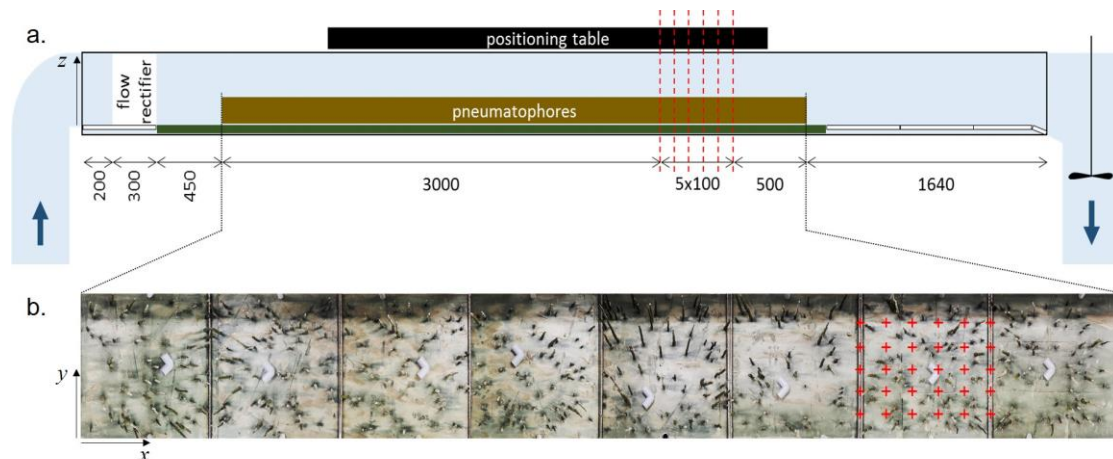 a.
positioning table
z
flow
rectifier
pneumatophores
200
300
450
3000
5x100
500
1640
b.
y
x